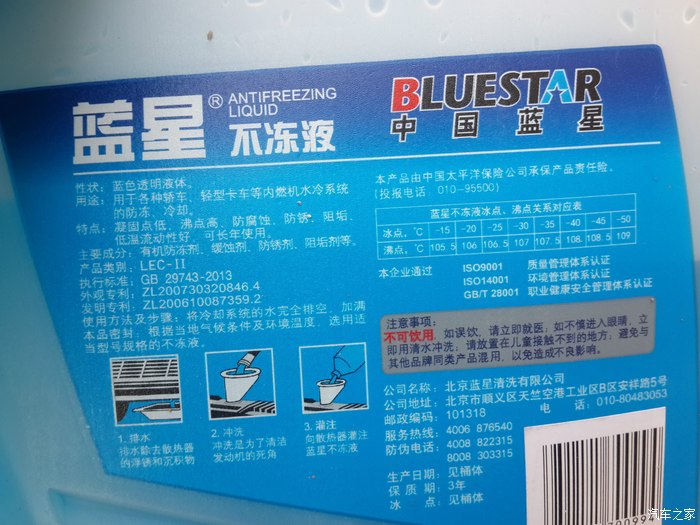 蓝星®
ANTIFREEZING
LIQUID
不冻液
BLUESTAR
中国蓝星
性状：蓝色透明液体。
用途：用于各种轿车、轻型卡车等内燃机水冷系统
的防冻、冷却。
特点：凝固点低、沸点高、防腐蚀、防锈、阻垢、
低温流动性好，可长年使用。
主要成分：有机防冻剂、缓蚀剂、防锈剂、阻垢剂等。
产品类别：LEC-II
执行标准：GB 29743-2013
外观专利：ZL200730320846.4
发明专利：ZL200610087359.2
使用方法及步骤：将冷却系统的水完全排空，加满
本品密封，根据当地气候条件及环境温度，选用适
当型号规格的不冻液。
1. 排水
排水除去散热器
的浮锈和沉积物
2. 冲洗
冲洗是为了清洁
发动机的死角
3. 灌注
向散热器灌注
蓝星不冻液
本产品由中国太平洋保险公司承保产品责任险。
(投报电话：010-95500)
蓝星不冻液冰点、沸点关系对应表
冰点，℃ -15 -20 -25 -30 -35 -40 -45 -50
沸点，℃ 105.5 106 106.5 107 107.5 108 108.5 109
本企业通过
ISO9001 质量管理体系认证
ISO14001 环境管理体系认证
GB/T 28001 职业健康安全管理体系认证
注意事项：
不可饮用，如误饮，请立即就医；如不慎进入眼睛，立
即用清水冲洗；请放置在儿童接触不到的地方；避免与
其他品牌同类产品混用，以免造成不良影响。
公司名称：北京蓝星清洗有限公司
公司地址：北京市顺义区天竺空港工业区B区安祥路5号
邮政编码：101318 电话：010-80483053
服务热线：4006 876540
防伪电话：4008 822315
8008 303315
生产日期：见桶体
保质期：3年
冰点：见桶体
汽车之家